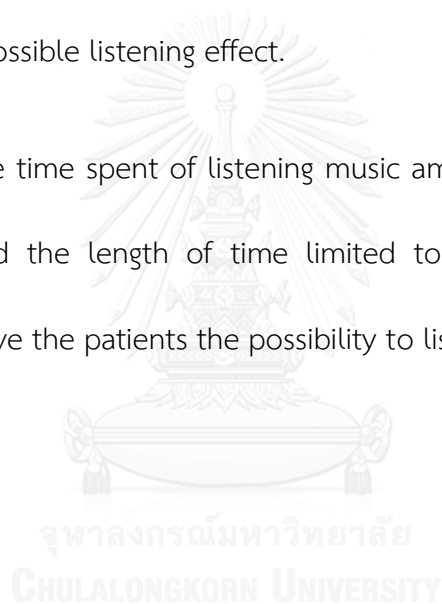 ossible listening effect.
e time spent of listening music am
d the length of time limited to
ve the patients the possibility to lis
จุฬาลงกรณ์มหาวิทยาลัย
CHULALONGKORN UNIVERSITY